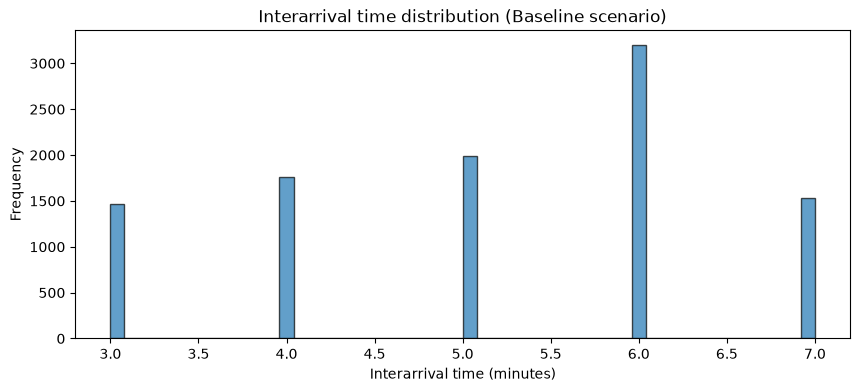 Interarrival time distribution (Baseline scenario)
Frequency
3000
2500
2000
1500
1000
500
0
3.0 3.5 4.0 4.5 5.0 5.5 6.0 6.5 7.0
Interarrival time (minutes)